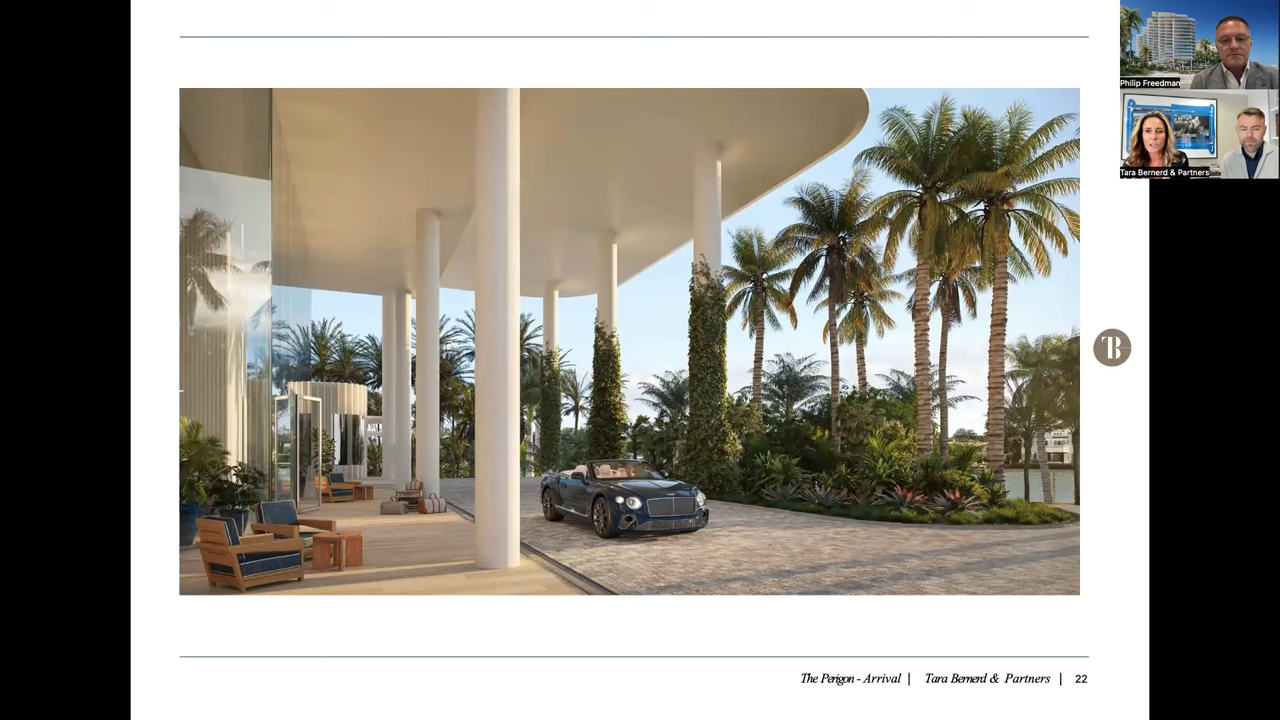 Philip Freedman
Tara Bernerd & Partners
TB
The Perigon - Arrival | Tara Bernerd & Partners | 22